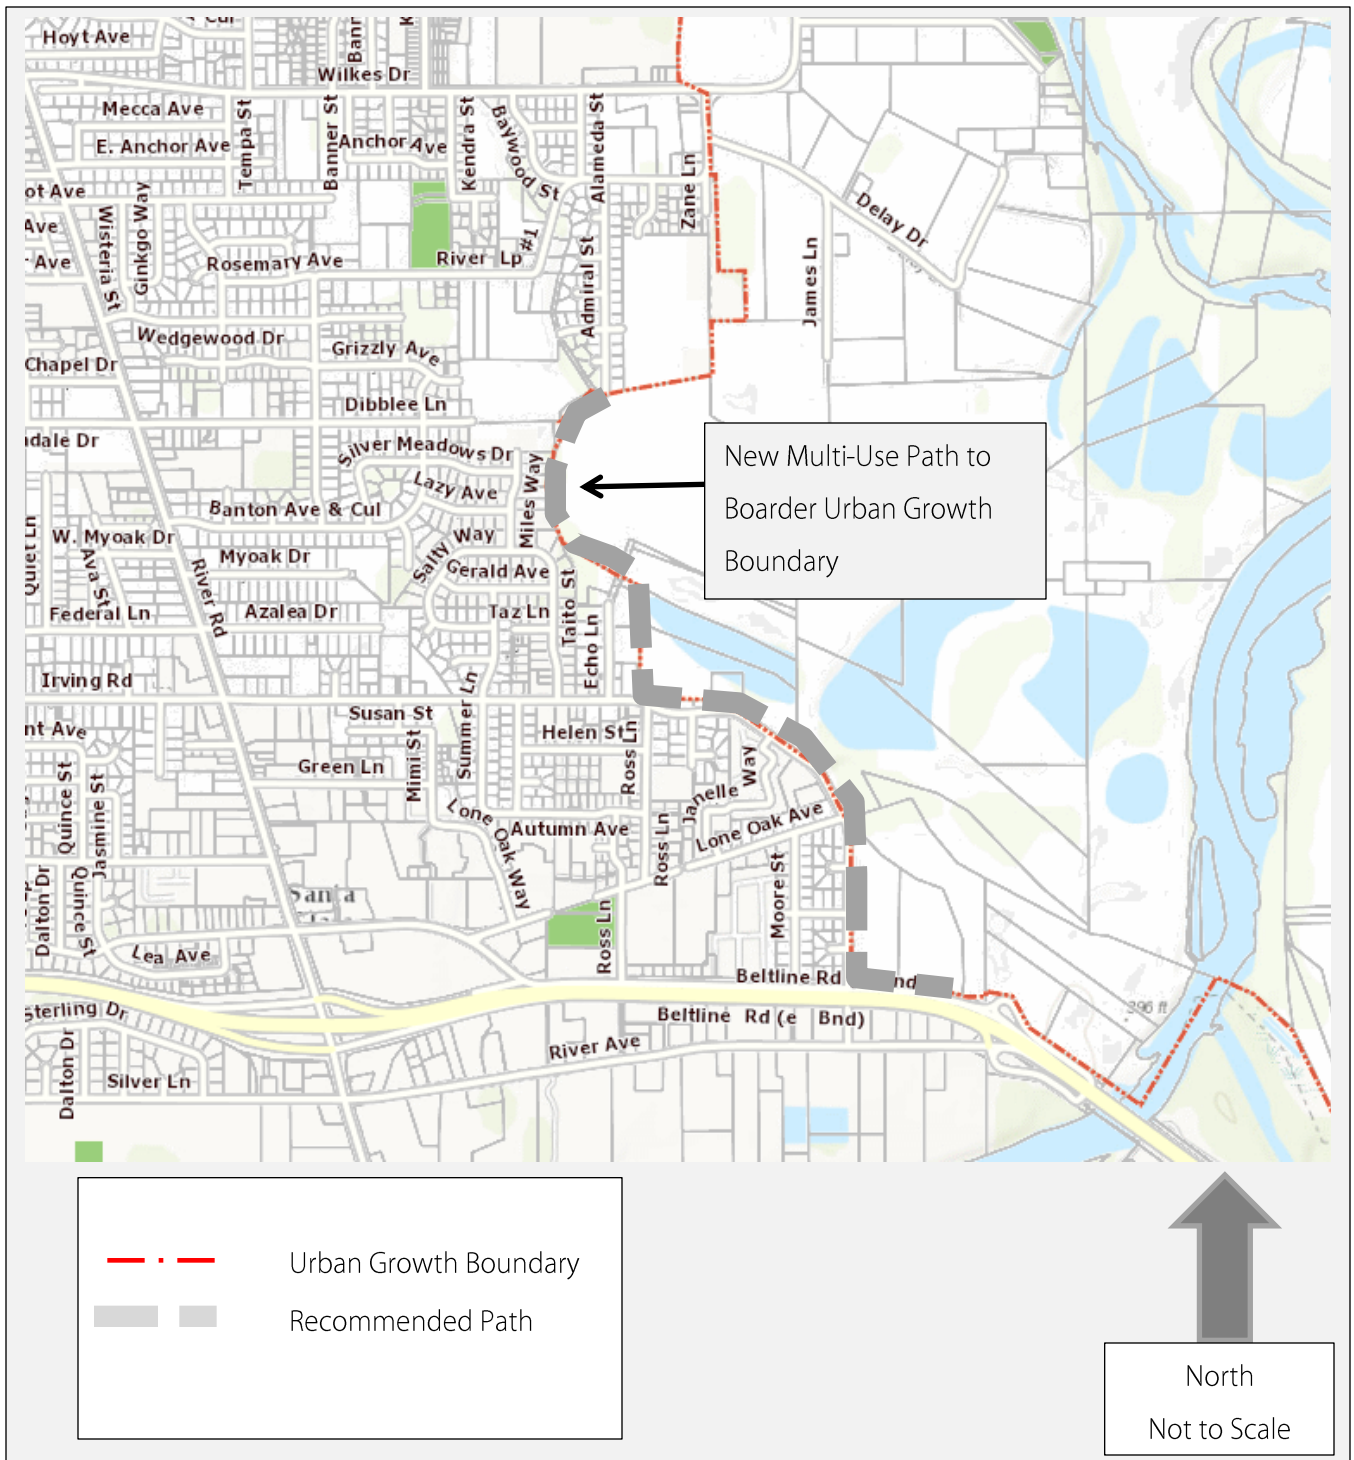 Hoyt Ave
Cul
Bann
Wilkes Dr
Mecca Ave
E. Anchor Ave
Tempa St
Banner St
Anchor Ave
Kendra St
Baywood St
Alameda St
Zane Ln
ot Ave
Ave
r Ave
Wisteria St
Ginkgo Way
Rosemary Ave
River Lp
#1
Admiral St
James Ln
Delay Dr
Wedgewood Dr
Grizzly Ave
Chapel Dr
Dibblee Ln
ndale Dr
Silver Meadows Dr
Lazy Ave
Miles Way
Banton Ave & Cul
New Multi-Use Path to
Boarder Urban Growth
Boundary
Quiet Ln
W. Myoak Dr
Ava St
Myoak Dr
Salty Way
Gerald Ave
River Rd
Federal Ln
Azalea Dr
Taz Ln
Taito St
Echo Ln
Irving Rd
Susan St
Summer Ln
Helen St
Ross Ln
nt Ave
Green Ln
Mimi St
Quince St
Jasmine St
Janelle Way
Lone Oak Way
Autumn Ave
Ross Ln
Lone Oak Ave
Moore St
Santa
Dalton Dr
Quince St
Lea Ave
Ross Ln
Beltline Rd
nd
396 ft
Sterling Dr
Beltline Rd (e Bnd)
River Ave
Dalton Dr
Silver Ln
Urban Growth Boundary
Recommended Path
North
Not to Scale